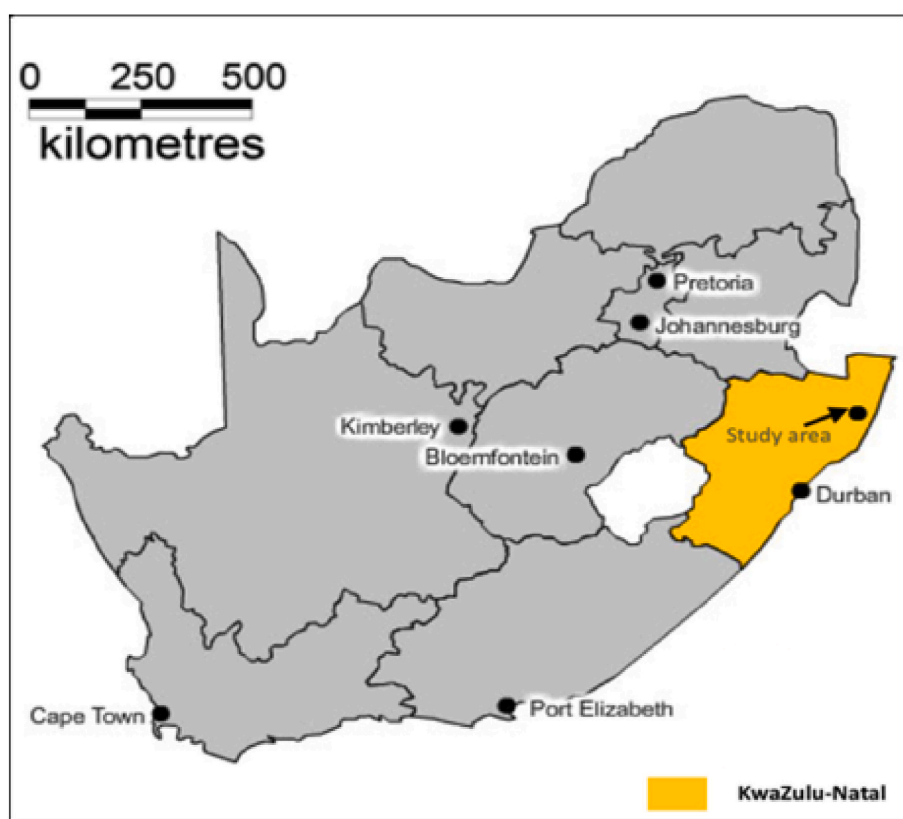 0 250 500
kilometres
Pretoria
Johannesburg
Kimberley
Study area
Bloemfontein
Durban
Cape Town
Port Elizabeth
KwaZulu-Natal